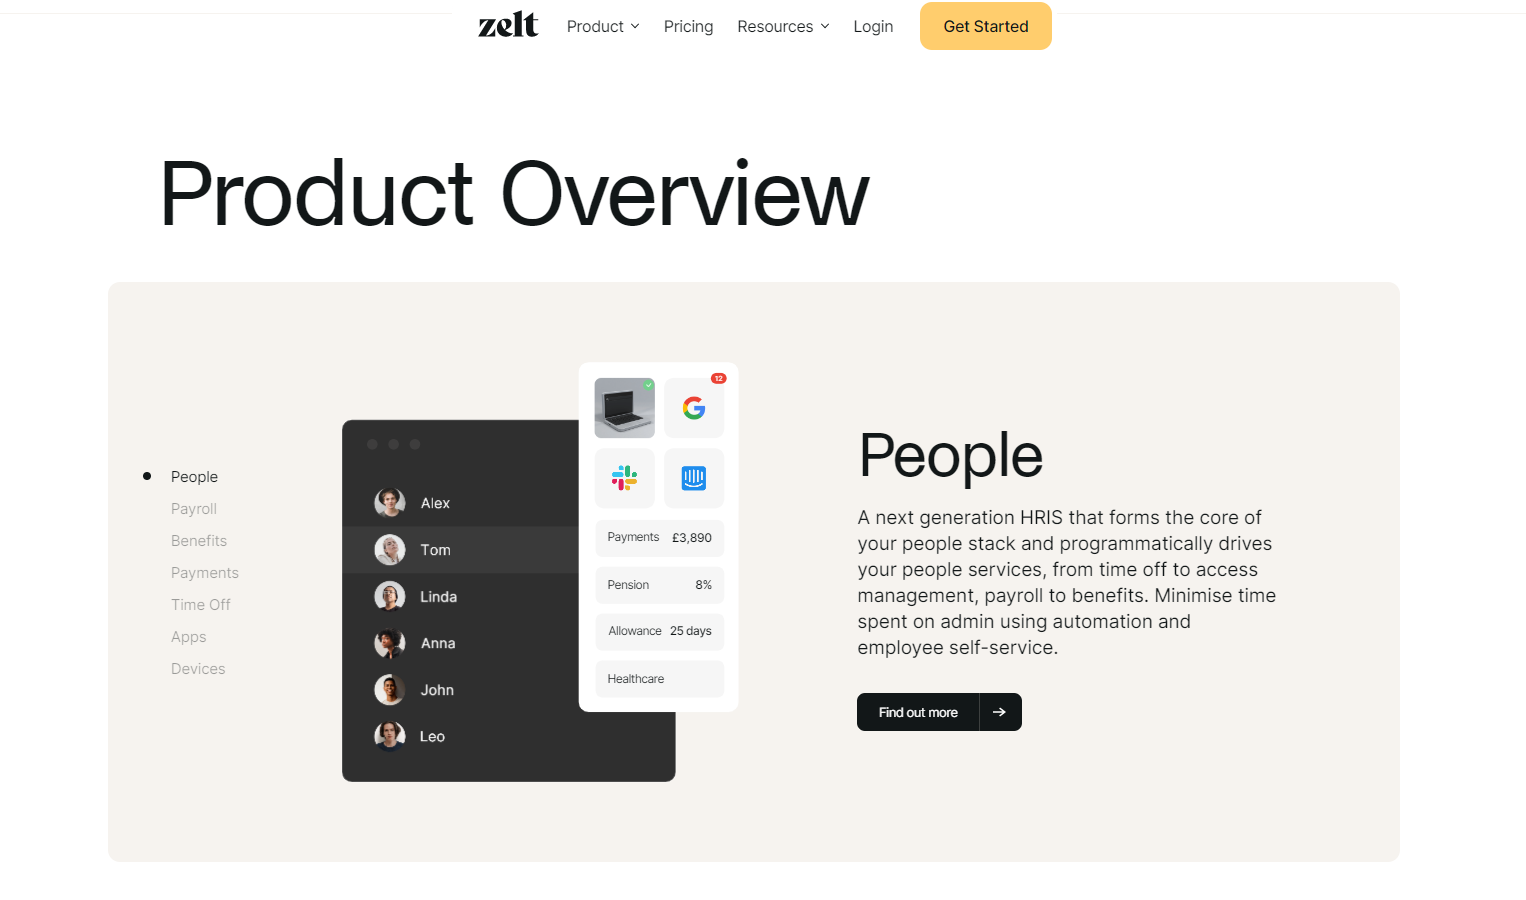 zelt Product Pricing Resources Login Get Started
Product Overview
People
Payroll
Benefits
Payments
Time Off
Apps
Devices
Alex
Tom
Linda
Anna
John
Leo
12
Payments £3,890
Pension 8%
Allowance 25 days
Healthcare
People
A next generation HRIS that forms the core of
your people stack and programmatically drives
your people services, from time off to access
management, payroll to benefits. Minimise time
spent on admin using automation and
employee self-service.
Find out more